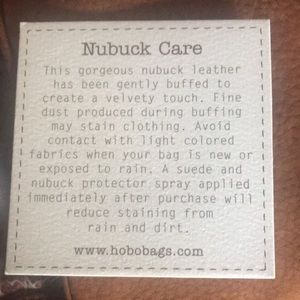 Nubuck Care
This gorgeous nubuck leather
has been gently buffed to
create a velvety touch. Fine
dust produced during buffing
may stain clothing. Avoid
contact with light colored
fabrics when your bag is new or
exposed to rain. A suede and
nubuck protector spray applied
immediately after purchase will
reduce staining from
rain and dirt.
www.hobobags.com